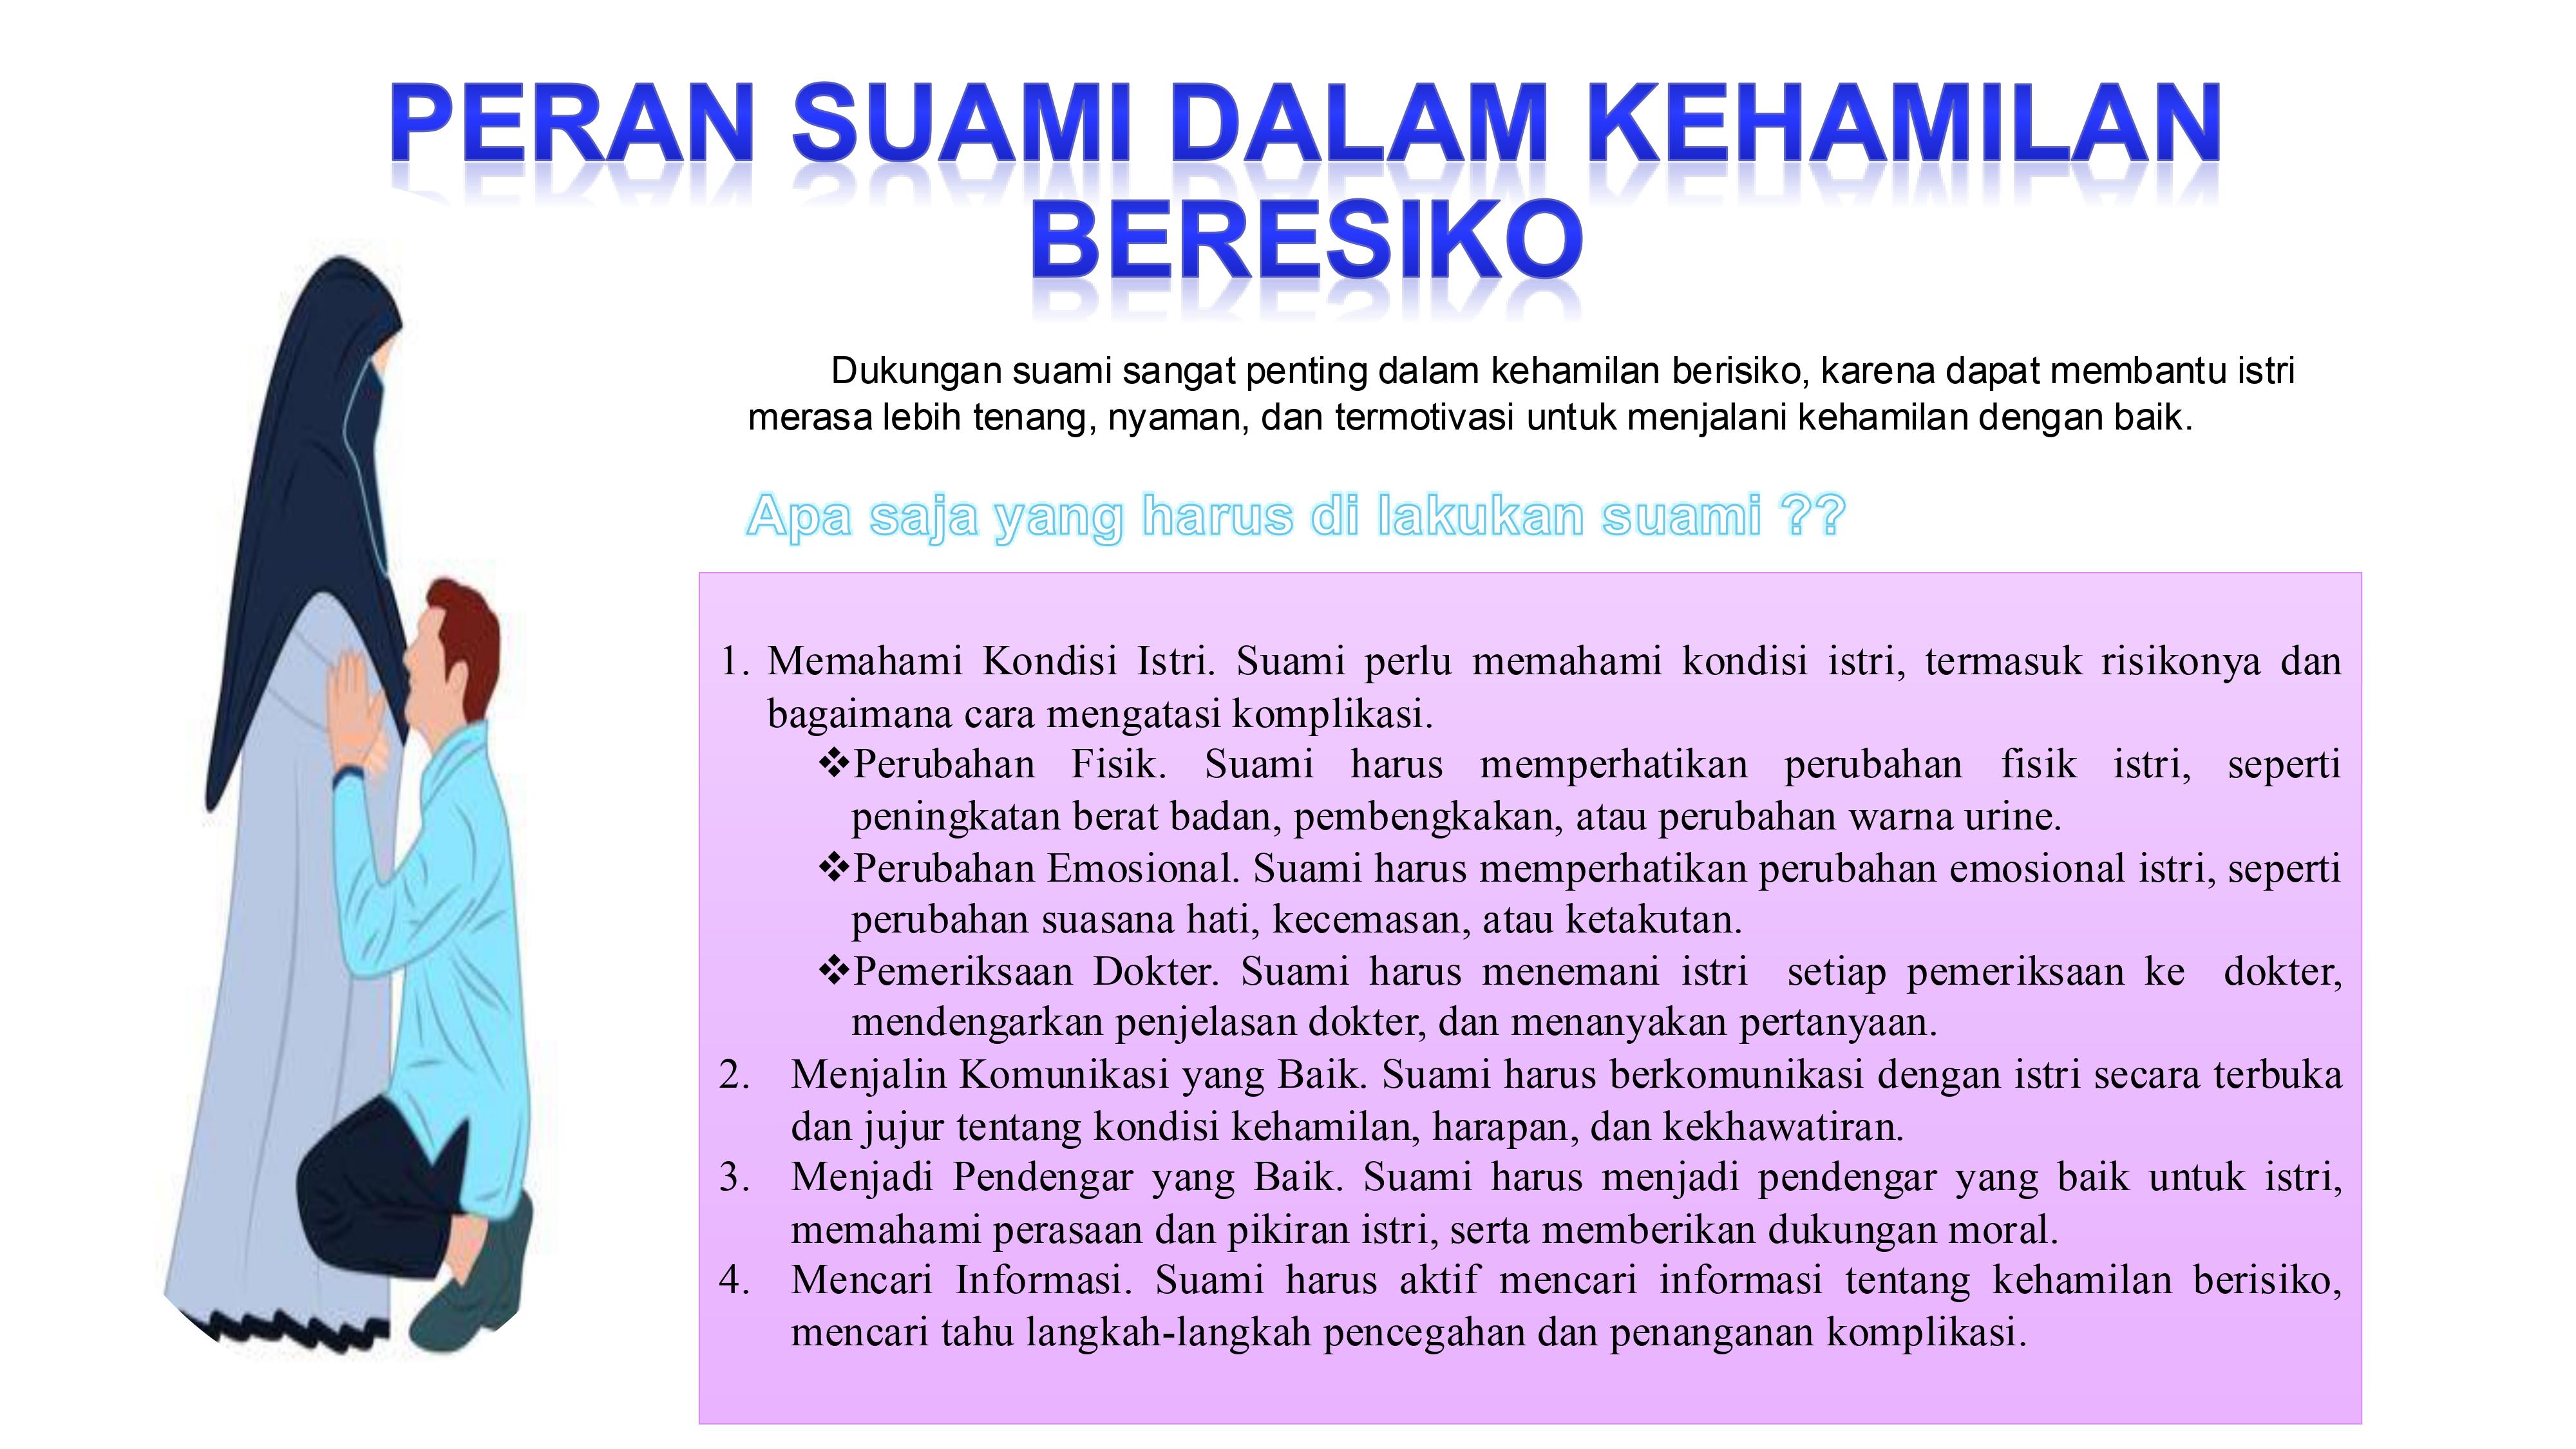 PERAN SUAMI DALAM KEHAMILAN
BERESIKO
Dukungan suami sangat penting dalam kehamilan berisiko, karena dapat membantu istri
merasa lebih tenang, nyaman, dan termotivasi untuk menjalani kehamilan dengan baik.
Apa saja yang harus di lakukan suami ??
1. Memahami Kondisi Istri. Suami perlu memahami kondisi istri, termasuk risikonya dan
bagaimana cara mengatasi komplikasi.
❖Perubahan Fisik. Suami harus memperhatikan perubahan fisik istri, seperti
peningkatan berat badan, pembengkakan, atau perubahan warna urine.
❖Perubahan Emosional. Suami harus memperhatikan perubahan emosional istri, seperti
perubahan suasana hati, kecemasan, atau ketakutan.
❖Pemeriksaan Dokter. Suami harus menemani istri setiap pemeriksaan ke dokter,
mendengarkan penjelasan dokter, dan menanyakan pertanyaan.
2. Menjalin Komunikasi yang Baik. Suami harus berkomunikasi dengan istri secara terbuka
dan jujur tentang kondisi kehamilan, harapan, dan kekhawatiran.
3. Menjadi Pendengar yang Baik. Suami harus menjadi pendengar yang baik untuk istri,
memahami perasaan dan pikiran istri, serta memberikan dukungan moral.
4. Mencari Informasi. Suami harus aktif mencari informasi tentang kehamilan berisiko,
mencari tahu langkah-langkah pencegahan dan penanganan komplikasi.